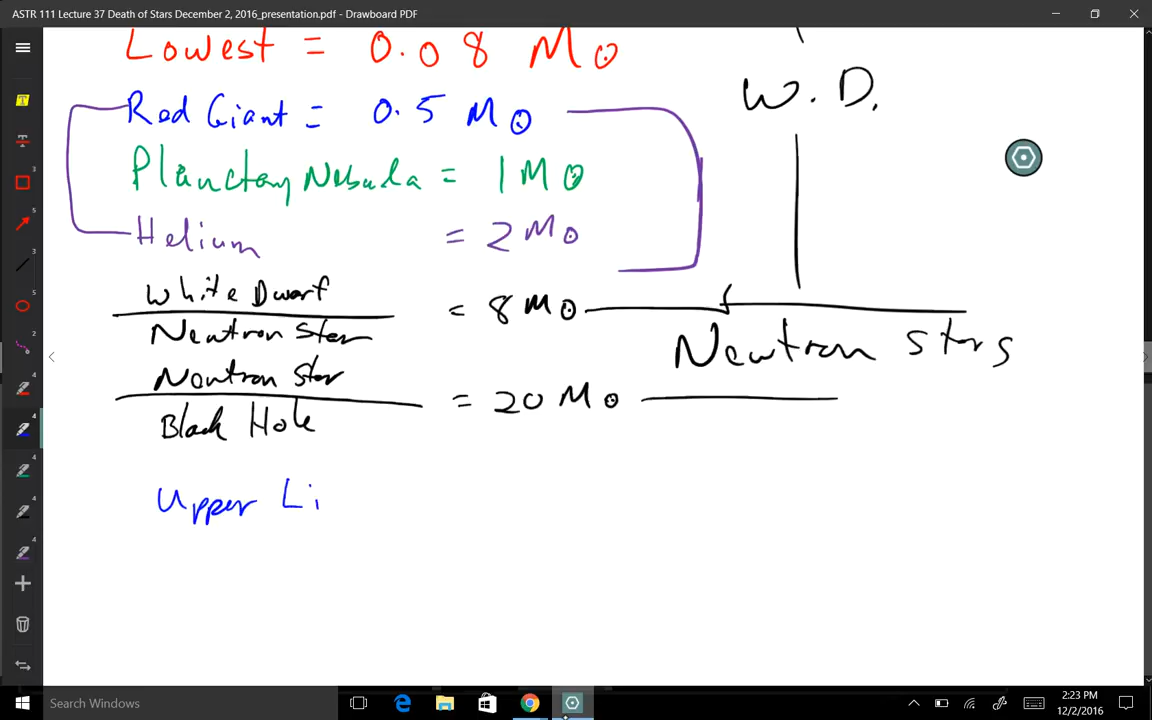 ASTR 111 Lecture 37 Death of Stars December 2, 2016_presentation.pdf - Drawboard PDF
Lowest = 0.08 M⊙
Red Giant = 0.5 M⊙
Planetary Nebula = 1 M⊙
Helium = 2 M⊙
White Dwarf
Neutron Star
= 8 M⊙
Neutron Star
Black Hole
= 20 M⊙
Upper Li
W. D.
Neutron Stars
Search Windows
2:23 PM
12/2/2016